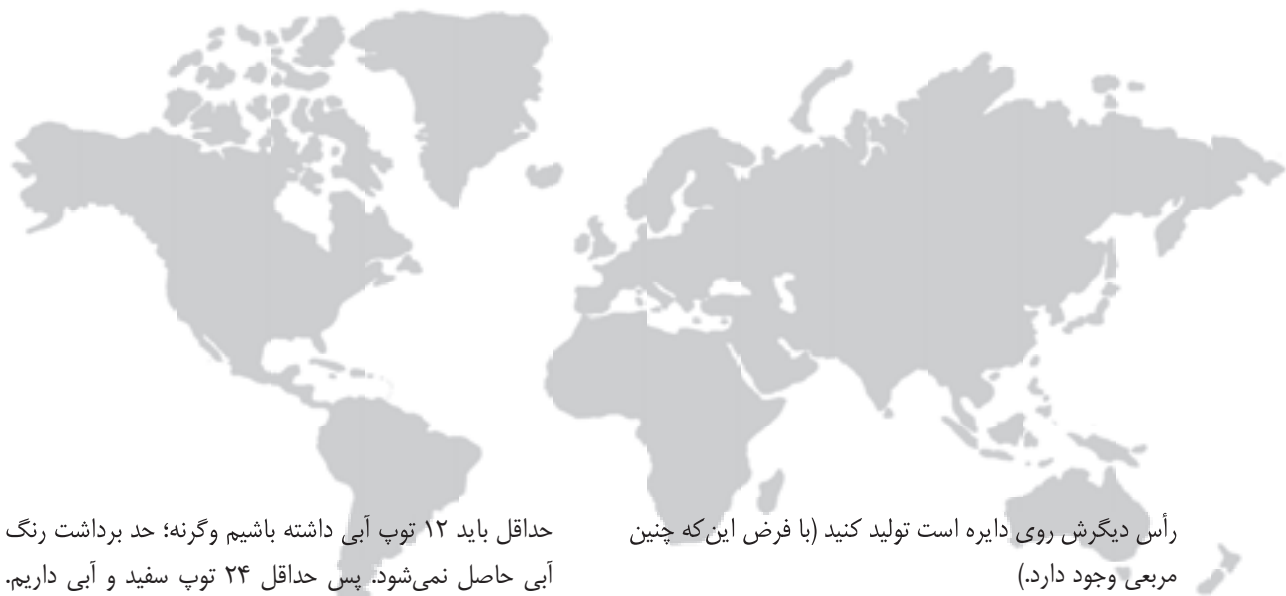 رأس دیگرش روی دایره است تولید کنید (با فرض این‌که چنین
مربعی وجود دارد.)
حداقل باید ۱۲ توپ آبی داشته باشیم وگرنه؛ حد برداشت رنگ
آبی حاصل نمی‌شود. پس حداقل ۲۴ توپ سفید و آبی داریم.